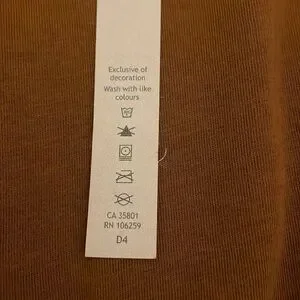 Exclusive of
decoration
Wash with like
colours
CA 35801
RN 106259
D4